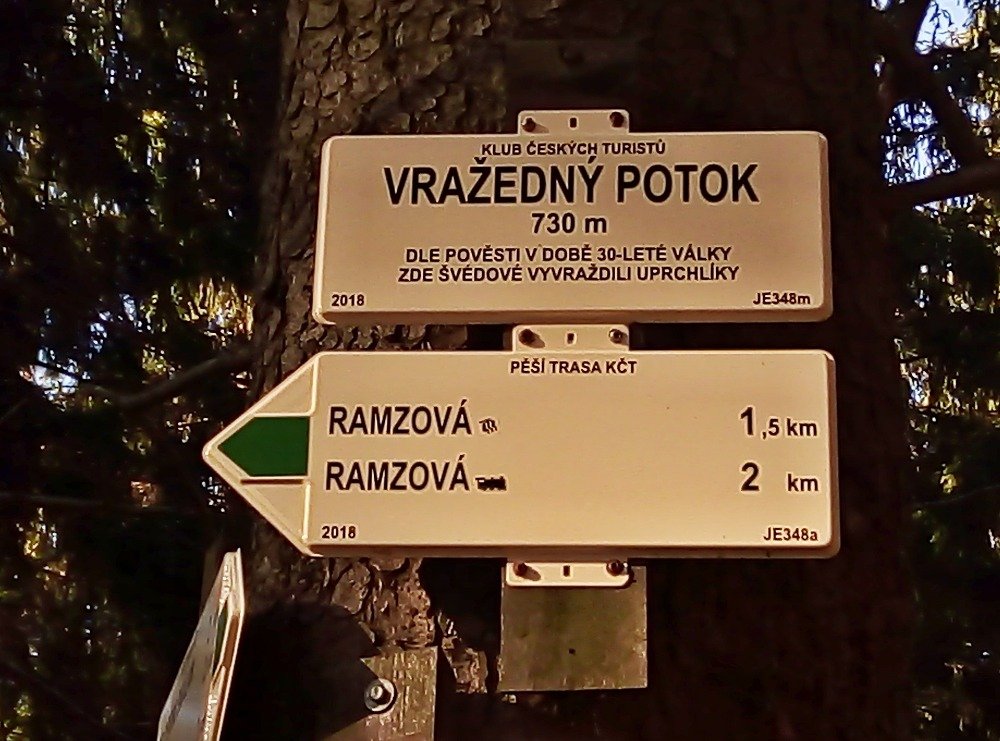 KLUB ČESKÝCH TURISTŮ
VRAŽEDNÝ POTOK
730 m
DLE POVĚSTI V DOBĚ 30-LETÉ VÁLKY
ZDE ŠVÉDOVÉ VYVRAŽDILI UPRCHLÍKY
2018 JE348m
PĚŠÍ TRASA KČT
RAMZOVÁ 1,5 km
RAMZOVÁ 2 km
2018 JE348a